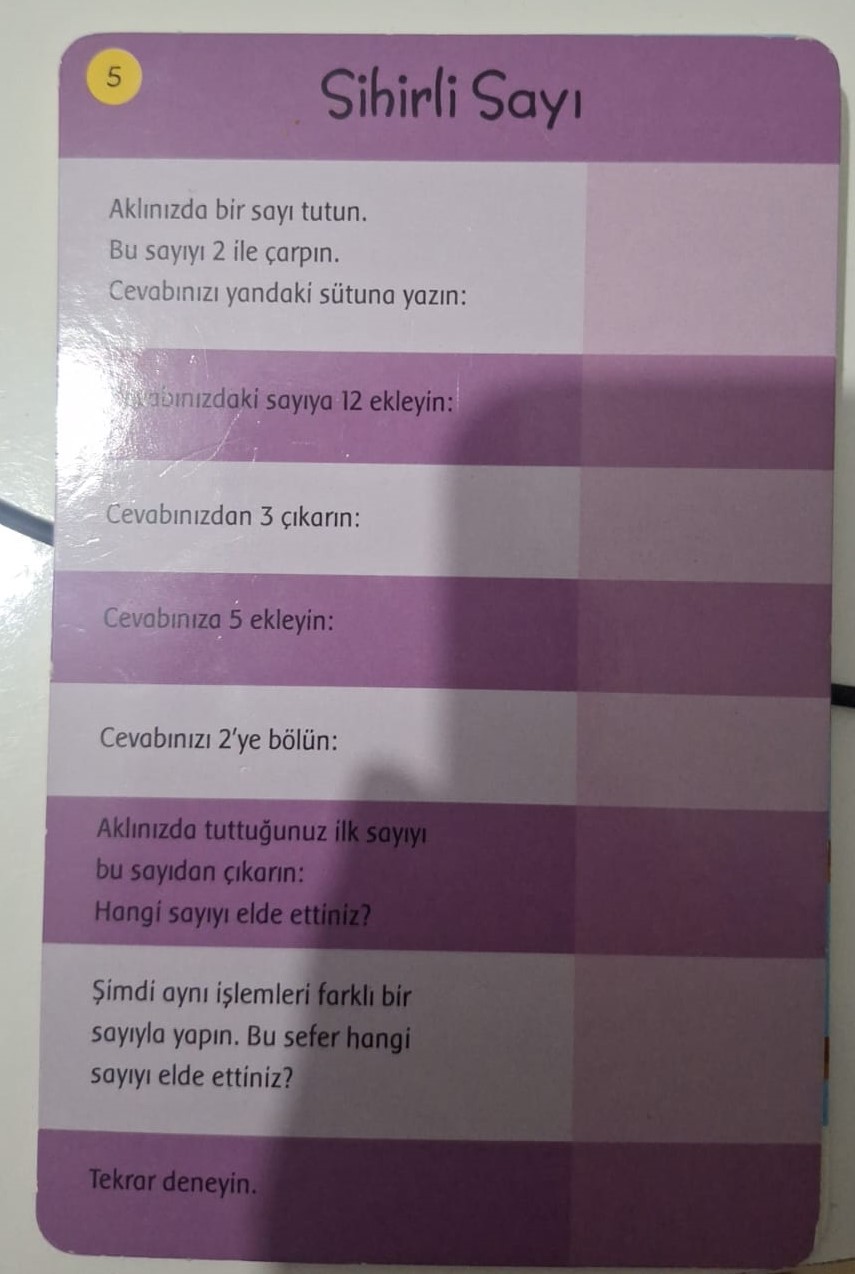 5
Sihirli Sayı
Aklınızda bir sayı tutun.
Bu sayıyı 2 ile çarpın.
Cevabınızı yandaki sütuna yazın:
Cevabınızdaki sayıya 12 ekleyin:
Cevabınızdan 3 çıkarın:
Cevabınıza 5 ekleyin:
Cevabınızı 2'ye bölün:
Aklınızda tuttuğunuz ilk sayıyı
bu sayıdan çıkarın:
Hangi sayıyı elde ettiniz?
Şimdi aynı işlemleri farklı bir
sayıyla yapın. Bu sefer hangi
sayıyı elde ettiniz?
Tekrar deneyin.